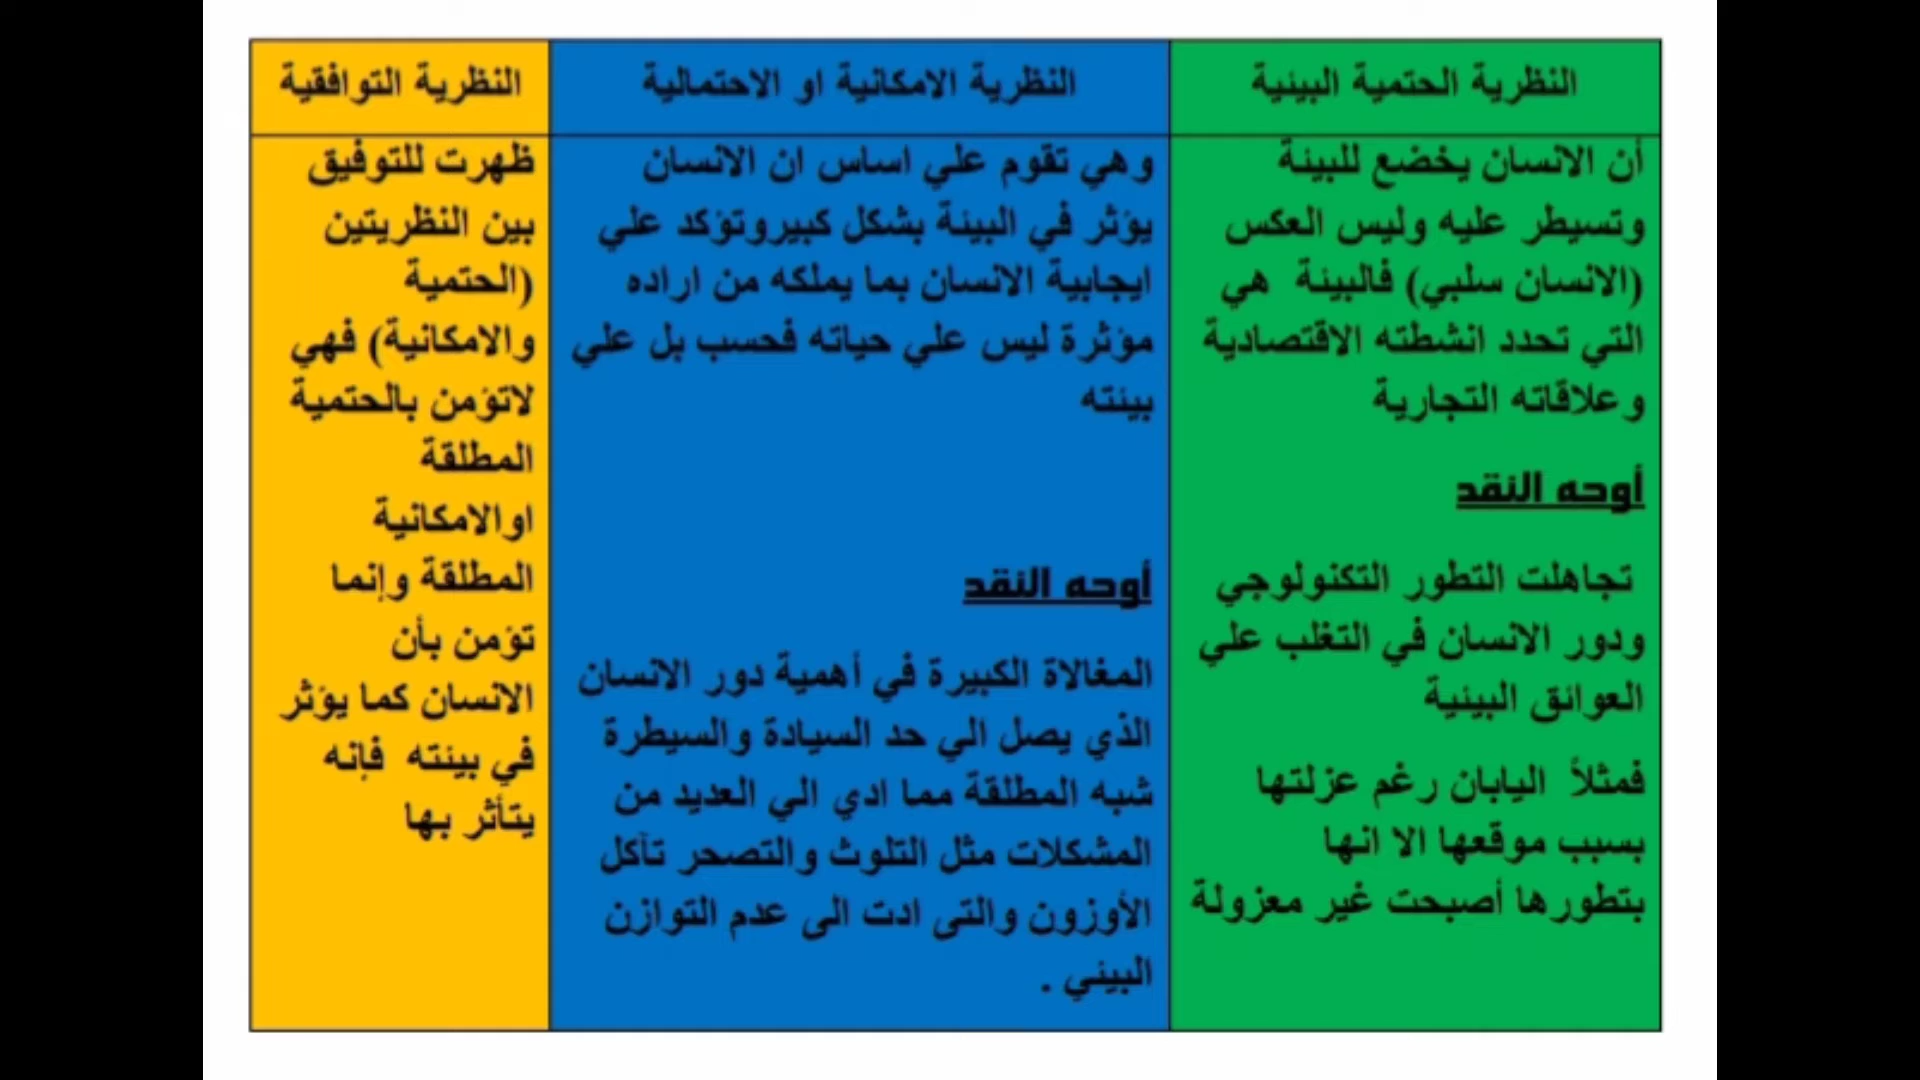 النظرية الحتمية البيئية
أن الانسان يخضع للبيئة
وتسيطر عليه وليس العكس
(الانسان سلبي) فالبيئة هي
التي تحدد انشطته الاقتصادية
وعلاقاته التجارية
أوجه النقد
تجاهلت التطور التكنولوجي
ودور الانسان في التغلب علي
العوائق البيئية
فمثلاً اليابان رغم عزلتها
بسبب موقعها الا انها
بتطورها أصبحت غير معزولة
النظرية الامكانية او الاحتمالية
وهي تقوم علي اساس ان الانسان
يؤثر في البيئة بشكل كبيروتؤكد علي
ايجابية الانسان بما يملكه من اراده
مؤثرة ليس علي حياته فحسب بل علي
بيئته
أوجه النقد
المغالاة الكبيرة في أهمية دور الانسان
الذي يصل الي حد السيادة والسيطرة
شبه المطلقة مما ادي الي العديد من
المشكلات مثل التلوث والتصحر تآكل
الأوزون والتى ادت الى عدم التوازن
البيئي .
النظرية التوافقية
ظهرت للتوفيق
بين النظريتين
(الحتمية
والامكانية) فهي
لاتؤمن بالحتمية
المطلقة
اوالامكانية
المطلقة وإنما
تؤمن بأن
الانسان كما يؤثر
في بيئته فإنه
يتأثر بها